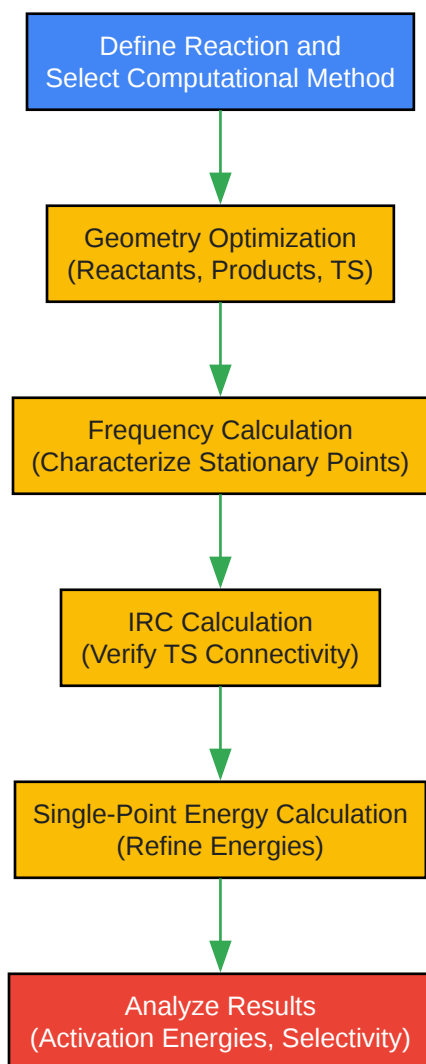 Define Reaction and
Select Computational Method
Geometry Optimization
(Reactants, Products, TS)
Frequency Calculation
(Characterize Stationary Points)
IRC Calculation
(Verify TS Connectivity)
Single-Point Energy Calculation
(Refine Energies)
Analyze Results
(Activation Energies, Selectivity)